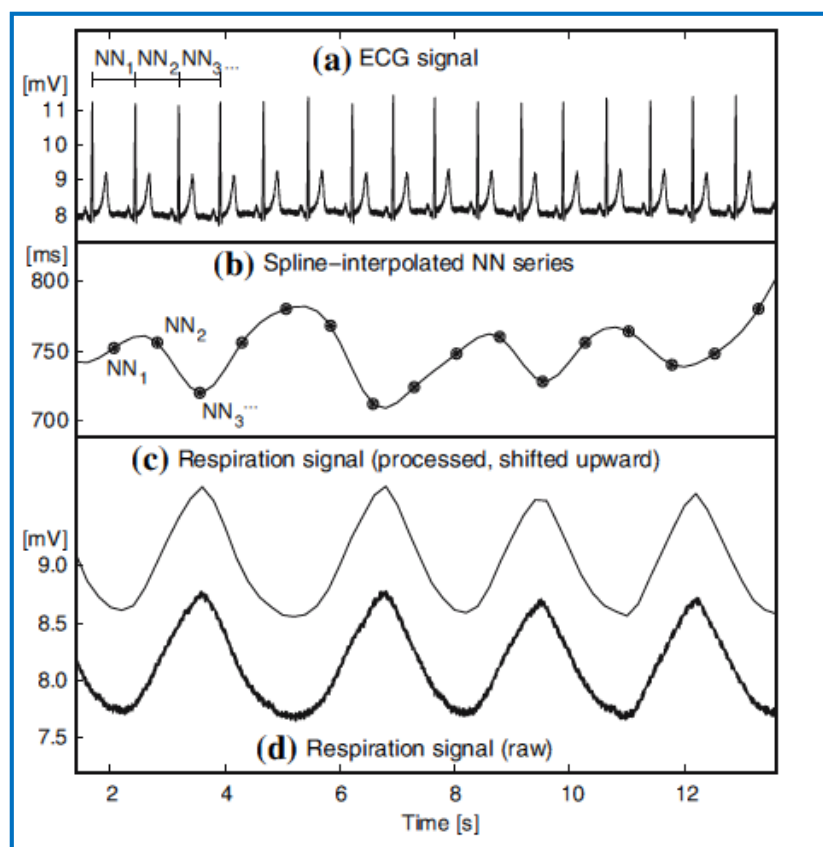 NN1 NN2 NN3...
(a) ECG signal
[mV]
11
10
9
8
[ms]
(b) Spline-interpolated NN series
800
750
700
NN1
NN2
NN3...
(c) Respiration signal (processed, shifted upward)
[mV]
9.0
8.5
8.0
7.5
(d) Respiration signal (raw)
2 4 6 8 10 12
Time [s]